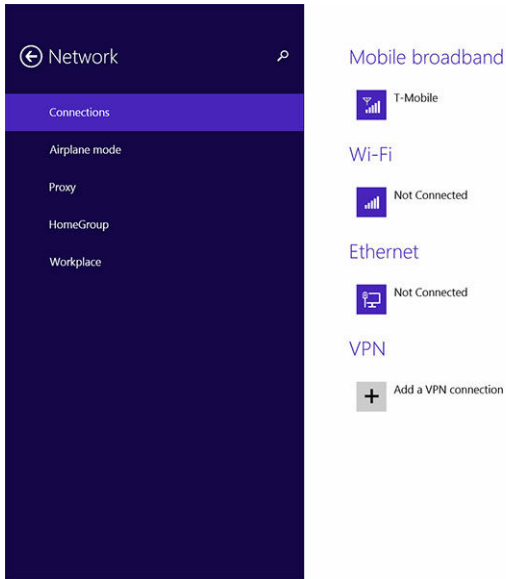 Network
Connections
Airplane mode
Proxy
HomeGroup
Workplace
Mobile broadband
T-Mobile
Wi-Fi
Not Connected
Ethernet
Not Connected
VPN
Add a VPN connection